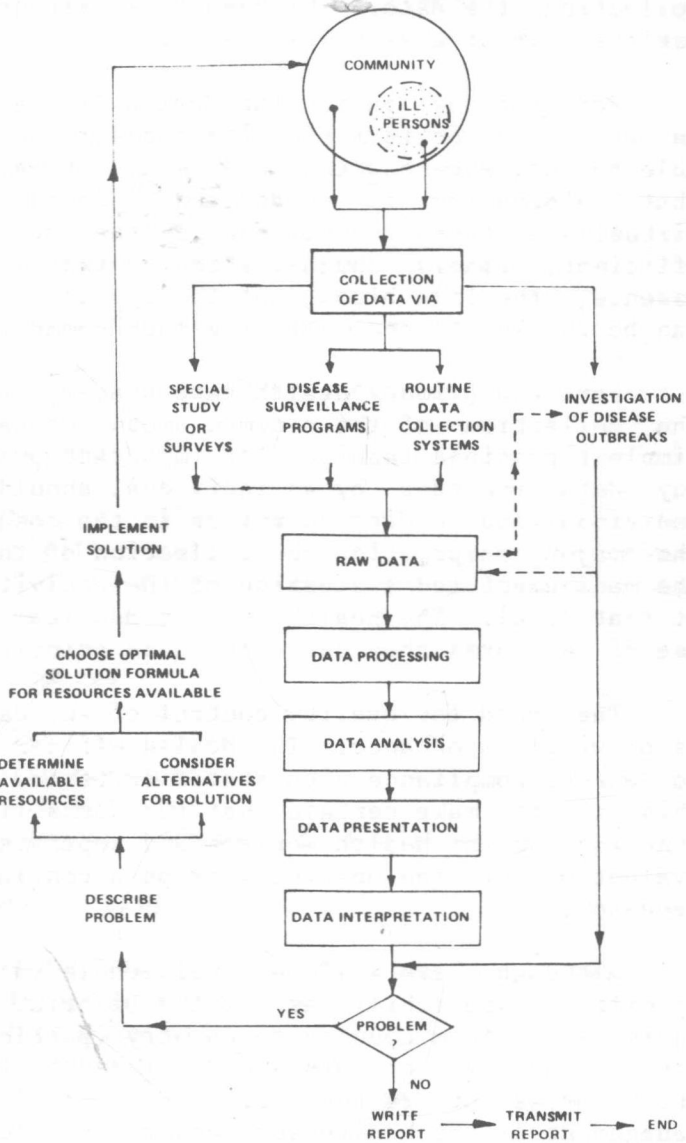 COMMUNITY
ILL
PERSONS
COLLECTION
OF DATA VIA
SPECIAL
STUDY
OR
SURVEYS
DISEASE
SURVEILLANCE
PROGRAMS
ROUTINE
DATA
COLLECTION
SYSTEMS
INVESTIGATION
OF DISEASE
OUTBREAKS
IMPLEMENT
SOLUTION
RAW DATA
CHOOSE OPTIMAL
SOLUTION FORMULA
FOR RESOURCES AVAILABLE
DATA PROCESSING
DETERMINE
AVAILABLE
RESOURCES
CONSIDER
ALTERNATIVES
FOR SOLUTION
DATA ANALYSIS
DATA PRESENTATION
DESCRIBE
PROBLEM
DATA INTERPRETATION
YES
PROBLEM
?
NO
WRITE
REPORT
TRANSMIT
REPORT
END